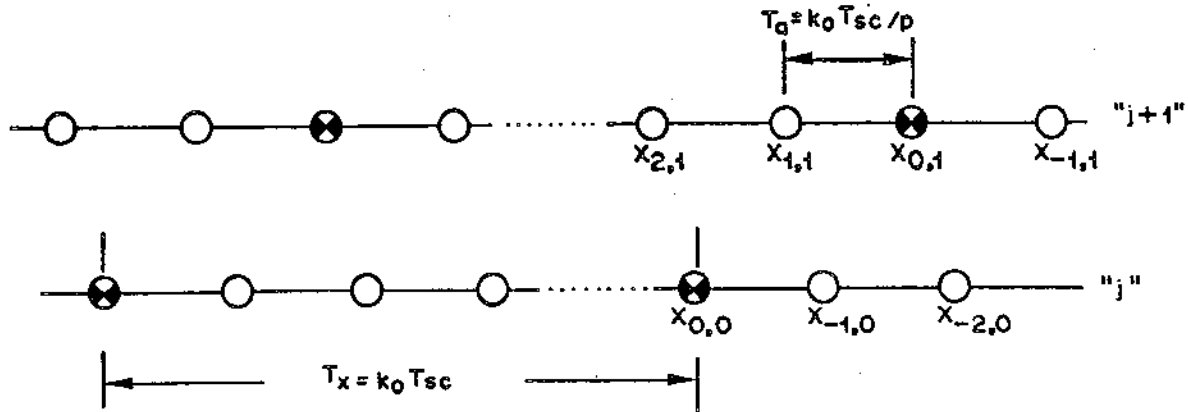 Ta = k0 Tsc/p
"j+1"
x2,1 x1,1 x0,1 x-1,1
"j"
x0,0 x-1,0 x-2,0
Tx = k0 Tsc